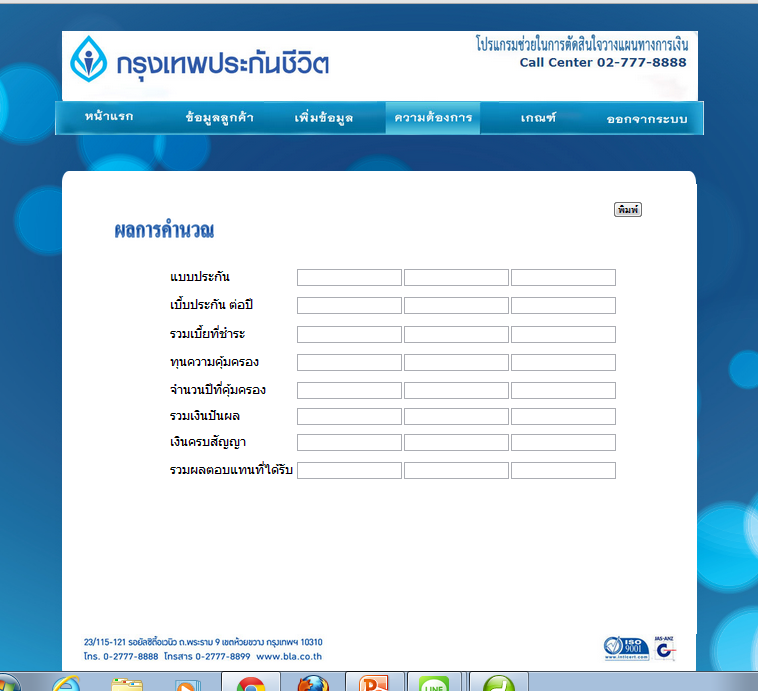 กรุงเทพประกันชีวิต
โปรแกรมช่วยในการตัดสินใจวางแผนทางการเงิน
Call Center 02-777-8888
หน้าแรก ข้อมูลลูกค้า เพิ่มข้อมูล ความต้องการ เกณฑ์ ออกจากระบบ
พิมพ์
ผลการคำนวณ
แบบประกัน
เบี้ยประกัน ต่อปี
รวมเบี้ยที่ชำระ
ทุนความคุ้มครอง
จำนวนปีที่คุ้มครอง
รวมเงินปันผล
เงินครบสัญญา
รวมผลตอบแทนที่ได้รับ
23/115-121 รอยัลซิตี้อเวนิว ถ.พระราม 9 เขตห้วยขวาง กรุงเทพฯ 10310
โทร. 0-2777-8888 โทรสาร 0-2777-8899 www.bla.co.th
ISO 9001
www.intlcert.com
JAS-ANZ
LINE